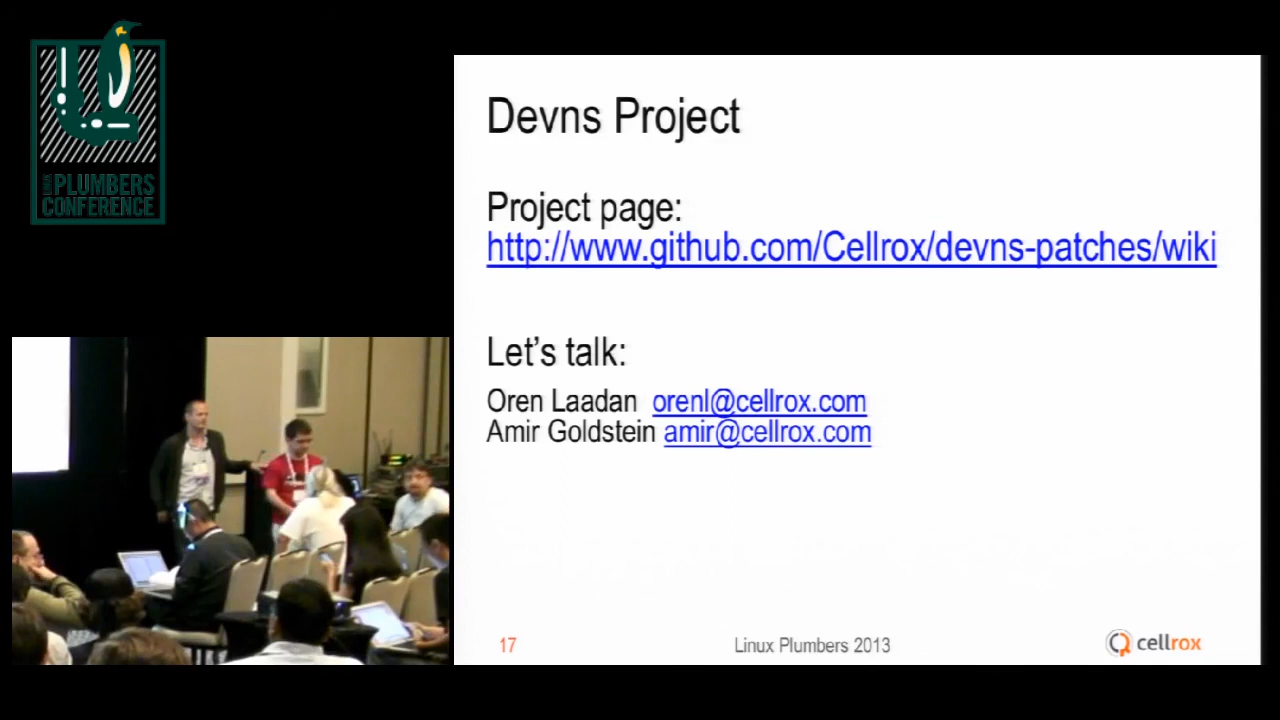 LINUX PLUMBERS
CONFERENCE
Devns Project
Project page:
http://www.github.com/Cellrox/devns-patches/wiki
Let's talk:
Oren Laadan orenl@cellrox.com
Amir Goldstein amir@cellrox.com
17
Linux Plumbers 2013
cellrox